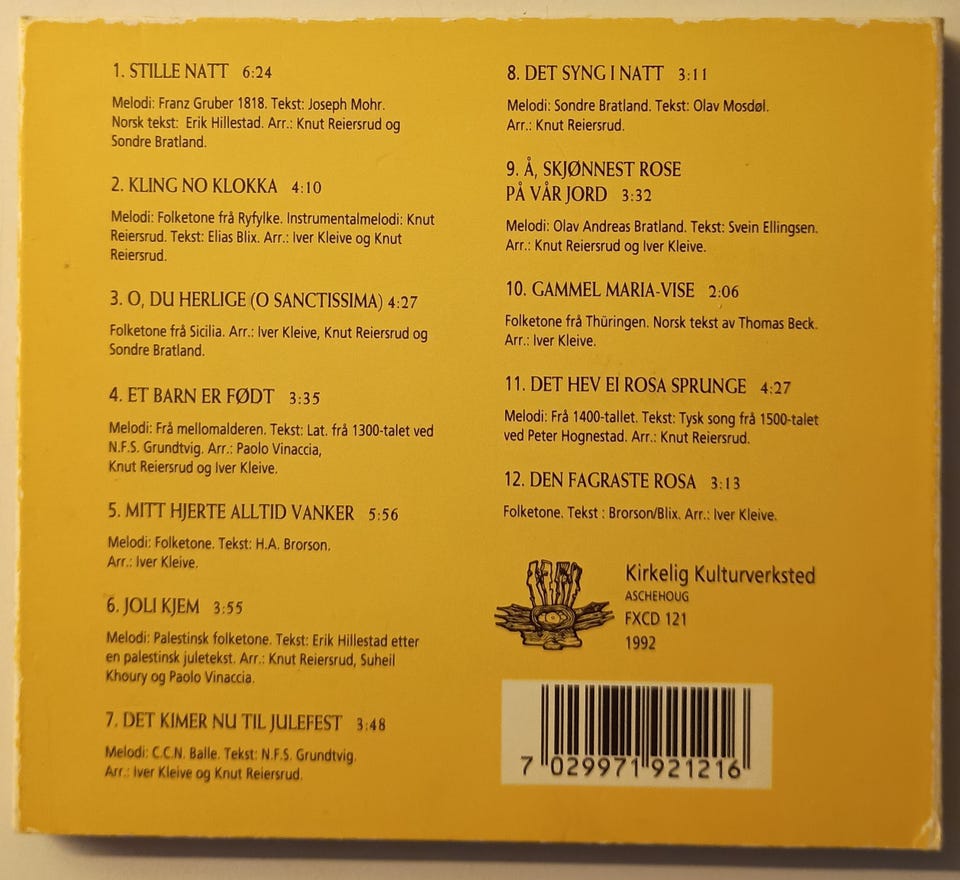 1. STILLE NATT 6:24
Melodi: Franz Gruber 1818. Tekst: Joseph Mohr.
Norsk tekst: Erik Hillestad. Arr.: Knut Reiersrud og
Sondre Bratland.
2. KLING NO KLOKKA 4:10
Melodi: Folketone frå Ryfylke. Instrumentalmelodi: Knut
Reiersrud. Tekst: Elias Blix. Arr.: Iver Kleive og Knut
Reiersrud.
3. O, DU HERLIGE (O SANCTISSIMA) 4:27
Folketone frå Sicilia. Arr.: Iver Kleive, Knut Reiersrud og
Sondre Bratland.
4. ET BARN ER FØDT 3:35
Melodi: Frå mellomalderen. Tekst: Lat. frå 1300-talet ved
N.F.S. Grundtvig. Arr.: Paolo Vinaccia,
Knut Reiersrud og Iver Kleive.
5. MITT HJERTE ALLTID VANKER 5:56
Melodi: Folketone. Tekst: H.A. Brorson.
Arr.: Iver Kleive.
6. JOLI KJEM 3:55
Melodi: Palestinsk folketone. Tekst: Erik Hillestad etter
en palestinsk juletekst. Arr.: Knut Reiersrud, Suheil
Khoury og Paolo Vinaccia.
7. DET KIMER NU TIL JULEFEST 3:48
Melodi: C.C.N. Balle. Tekst: N.F.S. Grundtvig.
Arr.: Iver Kleive og Knut Reiersrud.
8. DET SYNG I NATT 3:11
Melodi: Sondre Bratland. Tekst: Olav Mosdøl.
Arr.: Knut Reiersrud.
9. Å, SKJØNNEST ROSE
PÅ VÅR JORD 3:32
Melodi: Olav Andreas Bratland. Tekst: Svein Ellingsen.
Arr.: Knut Reiersrud og Iver Kleive.
10. GAMMEL MARIA-VISE 2:06
Folketone frå Thüringen. Norsk tekst av Thomas Beck.
Arr.: Iver Kleive.
11. DET HEV EI ROSA SPRUNGE 4:27
Melodi: Frå 1400-tallet. Tekst: Tysk song frå 1500-talet
ved Peter Hognestad. Arr.: Knut Reiersrud.
12. DEN FAGRASTE ROSA 3:13
Folketone. Tekst : Brorson/Blix. Arr.: Iver Kleive.
Kirkelig Kulturverksted
ASCHEHOUG
FXCD 121
1992
7 029971 921216